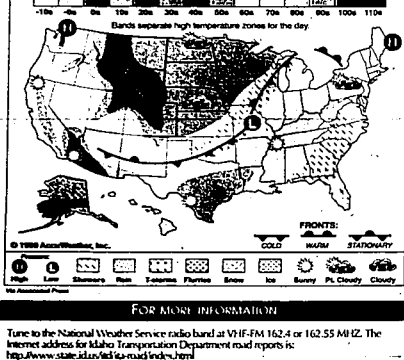 -10s -0s 0s 10s 20s 30s 40s 50s 60s 70s 80s 90s 100s 110s
Bands separate high temperature zones for the day.
H
H
L
FRONTS:
COLD WARM STATIONARY
© 1998 AccuWeather, Inc.
Pressure
H L
High Low Showers Rain T-storms Flurries Snow Ice Sunny Pt. Cloudy Cloudy
Via Associated Press
FOR MORE INFORMATION
Tune to the National Weather Service radio band at VHF-FM 162.4 or 162.55 MHZ. The
Internet address for Idaho Transportation Department road reports is:
http://www.state.id.us/itd/ita-road/index.html